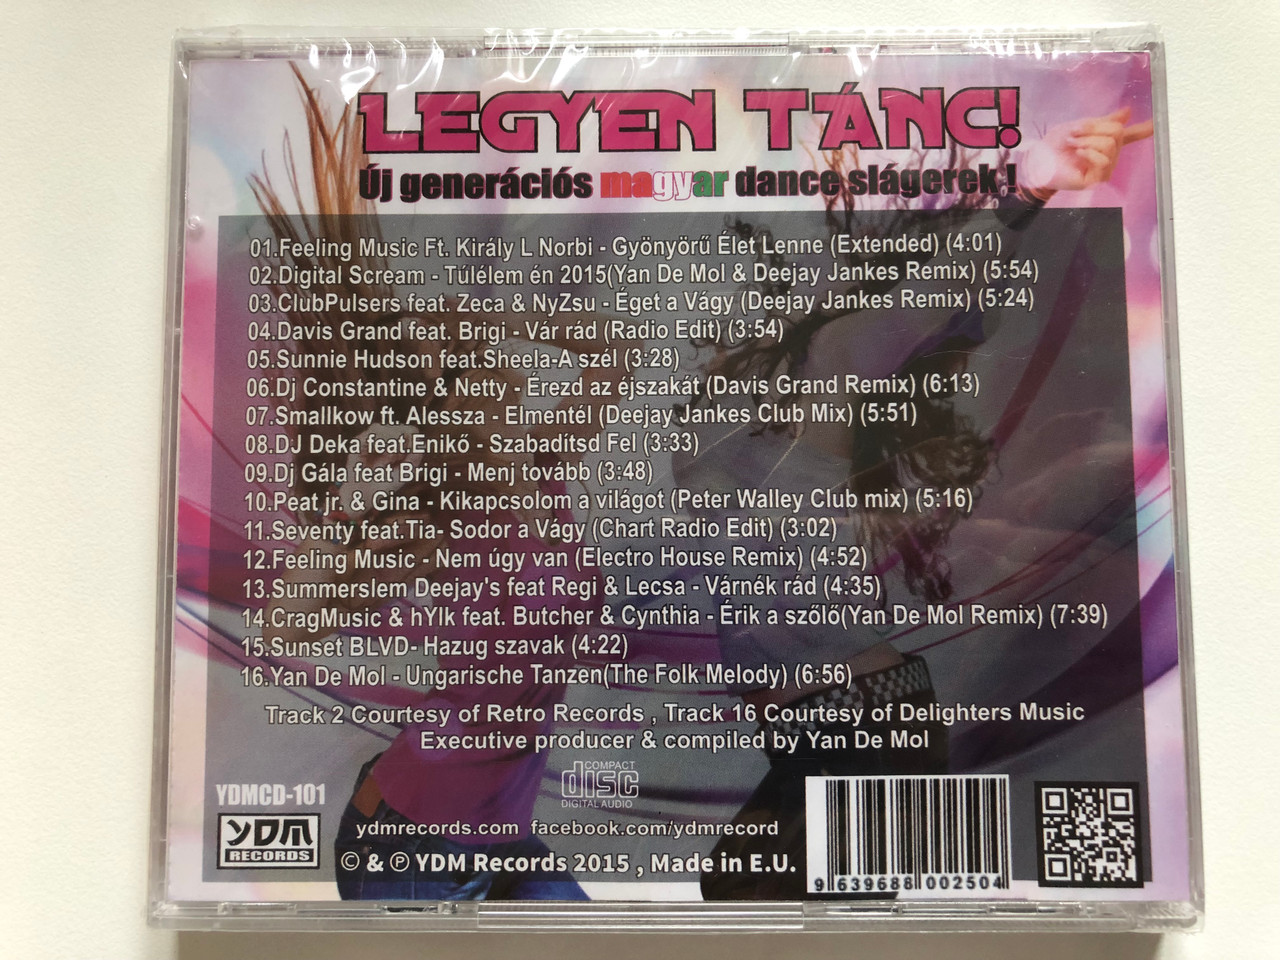 LEGYEN TÁNC!
Új generációs magyar dance slágerek !
01.Feeling Music Ft. Király L Norbi - Gyönyörű Élet Lenne (Extended) (4:01)
02.Digital Scream - Túlélem én 2015(Yan De Mol & Deejay Jankes Remix) (5:54)
03.ClubPulsers feat. Zeca & NyZsu - Éget a Vágy (Deejay Jankes Remix) (5:24)
04.Davis Grand feat. Brigi - Vár rád (Radio Edit) (3:54)
05.Sunnie Hudson feat.Sheela-A szél (3:28)
06.Dj Constantine & Netty - Érezd az éjszakát (Davis Grand Remix) (6:13)
07.Smallkow ft. Alessza - Elmentél (Deejay Jankes Club Mix) (5:51)
08.DJ Deka feat.Enikő - Szabadítsd Fel (3:33)
09.Dj Gála feat Brigi - Menj tovább (3:48)
10.Peat jr. & Gina - Kikapcsolom a világot (Peter Walley Club mix) (5:16)
11.Seventy feat.Tia- Sodor a Vágy (Chart Radio Edit) (3:02)
12.Feeling Music - Nem úgy van (Electro House Remix) (4:52)
13.Summerslem Deejay's feat Regi & Lecsa - Várnék rád (4:35)
14.CragMusic & hYlk feat. Butcher & Cynthia - Érik a szőlő(Yan De Mol Remix) (7:39)
15.Sunset BLVD- Hazug szavak (4:22)
16.Yan De Mol - Ungarische Tanzen(The Folk Melody) (6:56)
Track 2 Courtesy of Retro Records , Track 16 Courtesy of Delighters Music
Executive producer & compiled by Yan De Mol
YDMCD-101
YDM
RECORDS
COMPACT
disc
DIGITAL AUDIO
ydmrecords.com facebook.com/ydmrecord
© & ℗ YDM Records 2015 , Made in E.U.
9 639688 002504